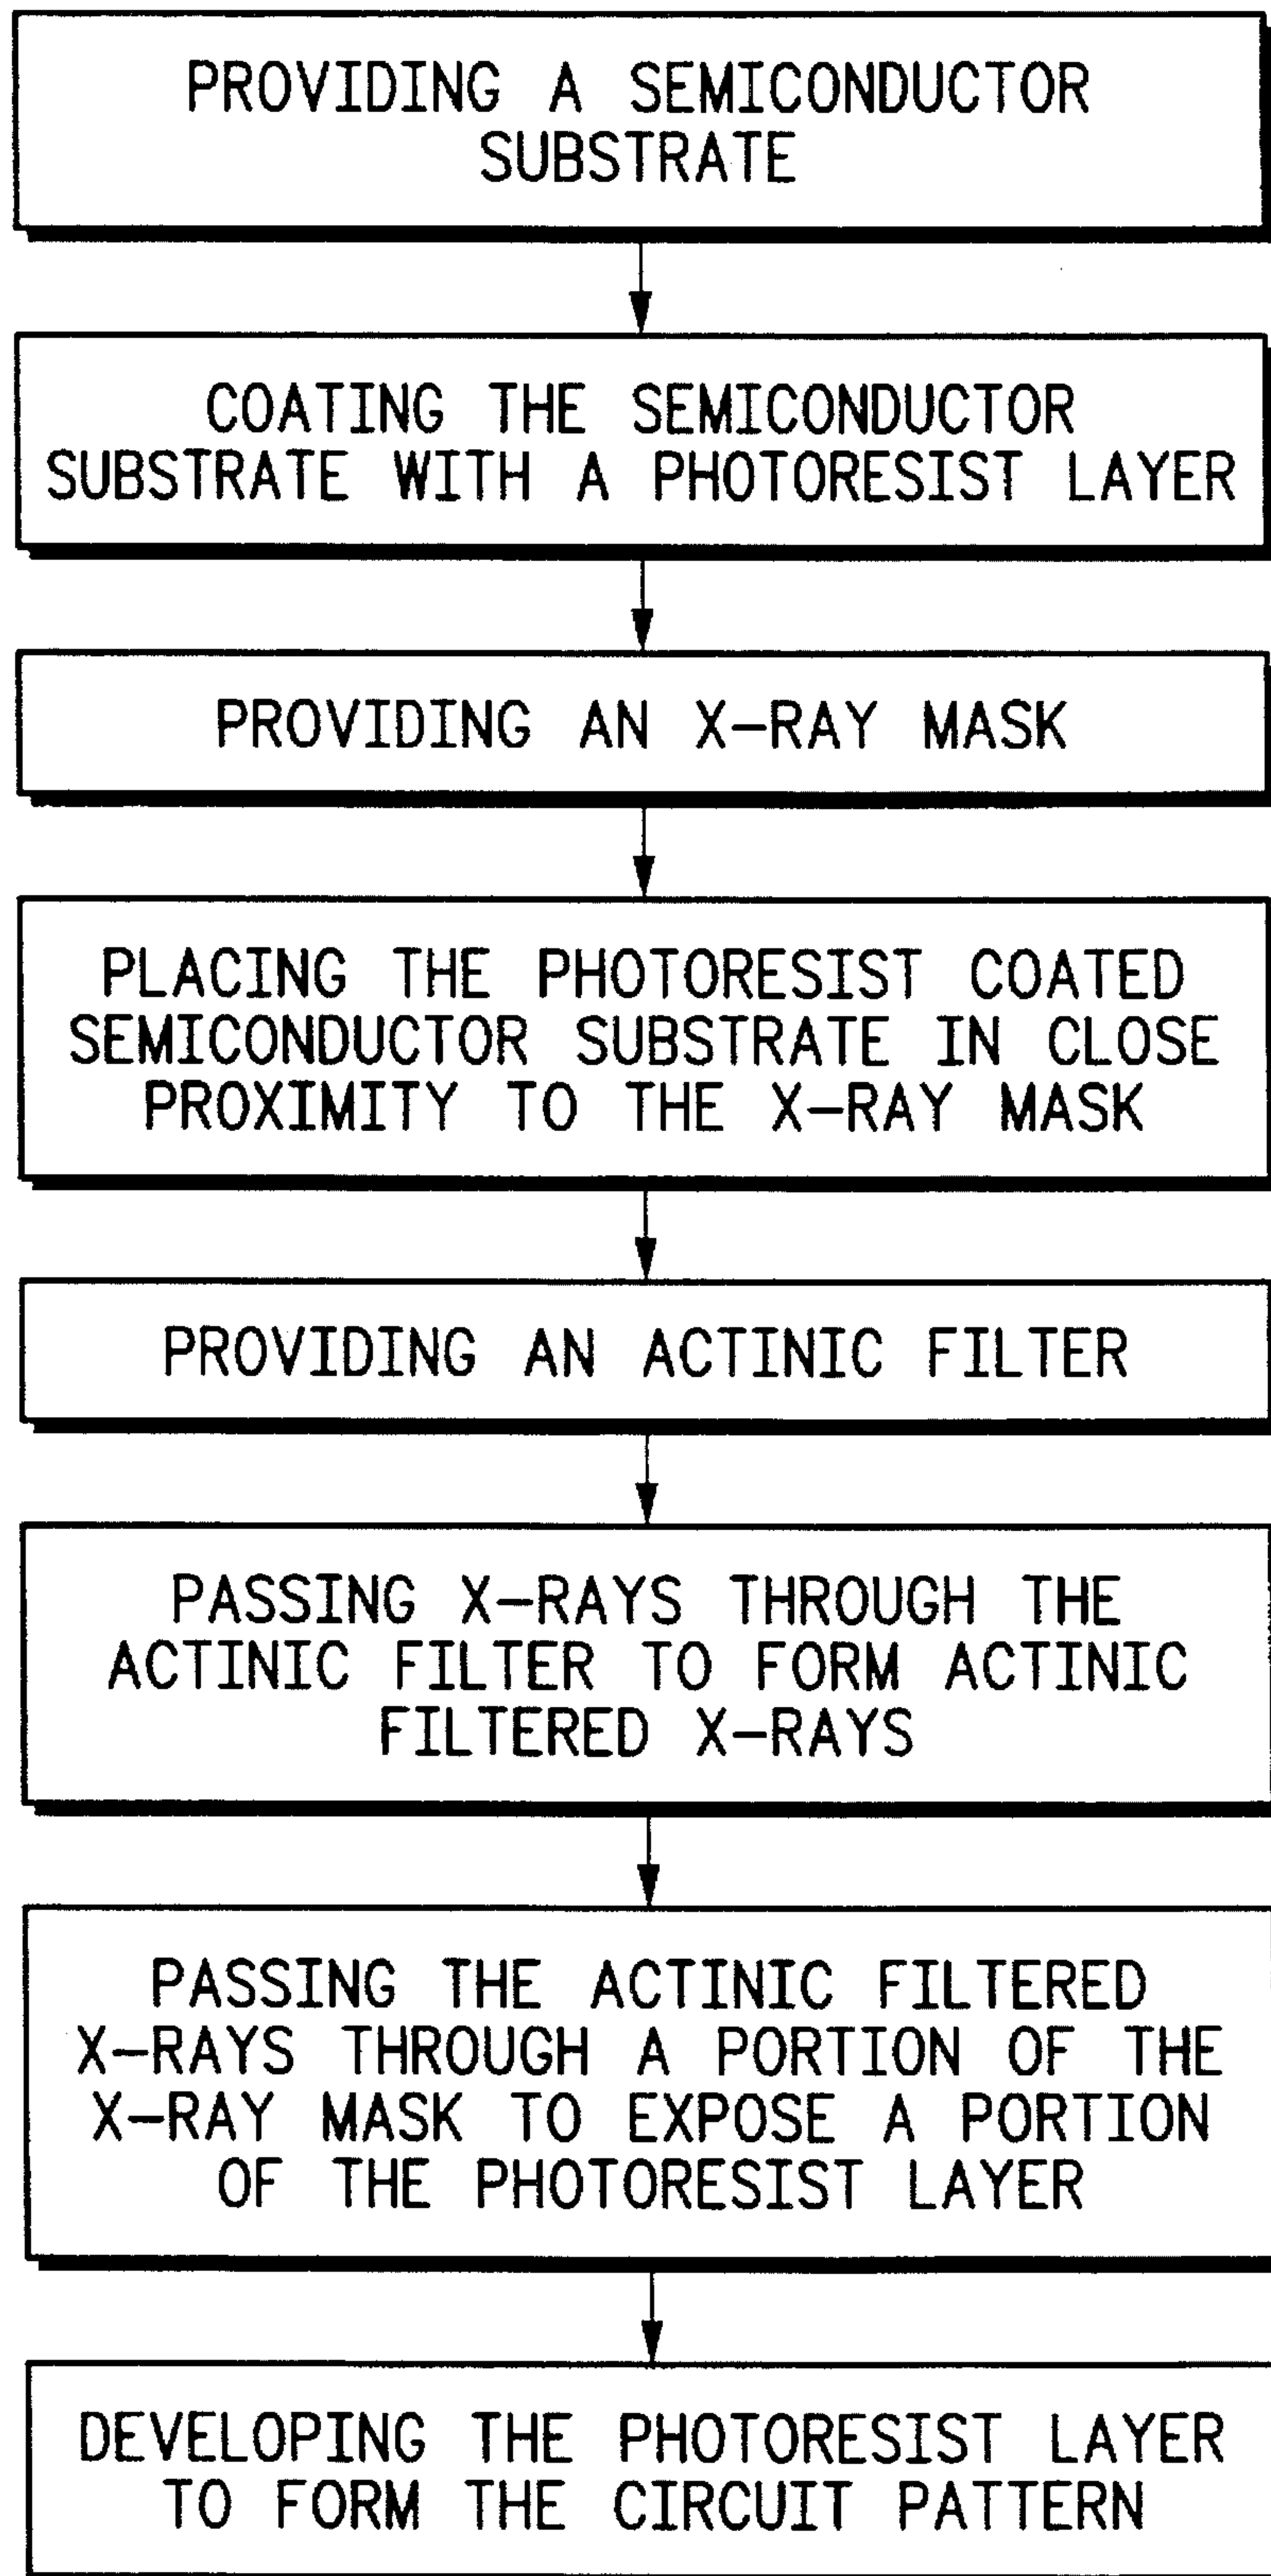 PROVIDING A SEMICONDUCTOR
SUBSTRATE
COATING THE SEMICONDUCTOR
SUBSTRATE WITH A PHOTORESIST LAYER
PROVIDING AN X-RAY MASK
PLACING THE PHOTORESIST COATED
SEMICONDUCTOR SUBSTRATE IN CLOSE
PROXIMITY TO THE X-RAY MASK
PROVIDING AN ACTINIC FILTER
PASSING X-RAYS THROUGH THE
ACTINIC FILTER TO FORM ACTINIC
FILTERED X-RAYS
PASSING THE ACTINIC FILTERED
X-RAYS THROUGH A PORTION OF THE
X-RAY MASK TO EXPOSE A PORTION
OF THE PHOTORESIST LAYER
DEVELOPING THE PHOTORESIST LAYER
TO FORM THE CIRCUIT PATTERN